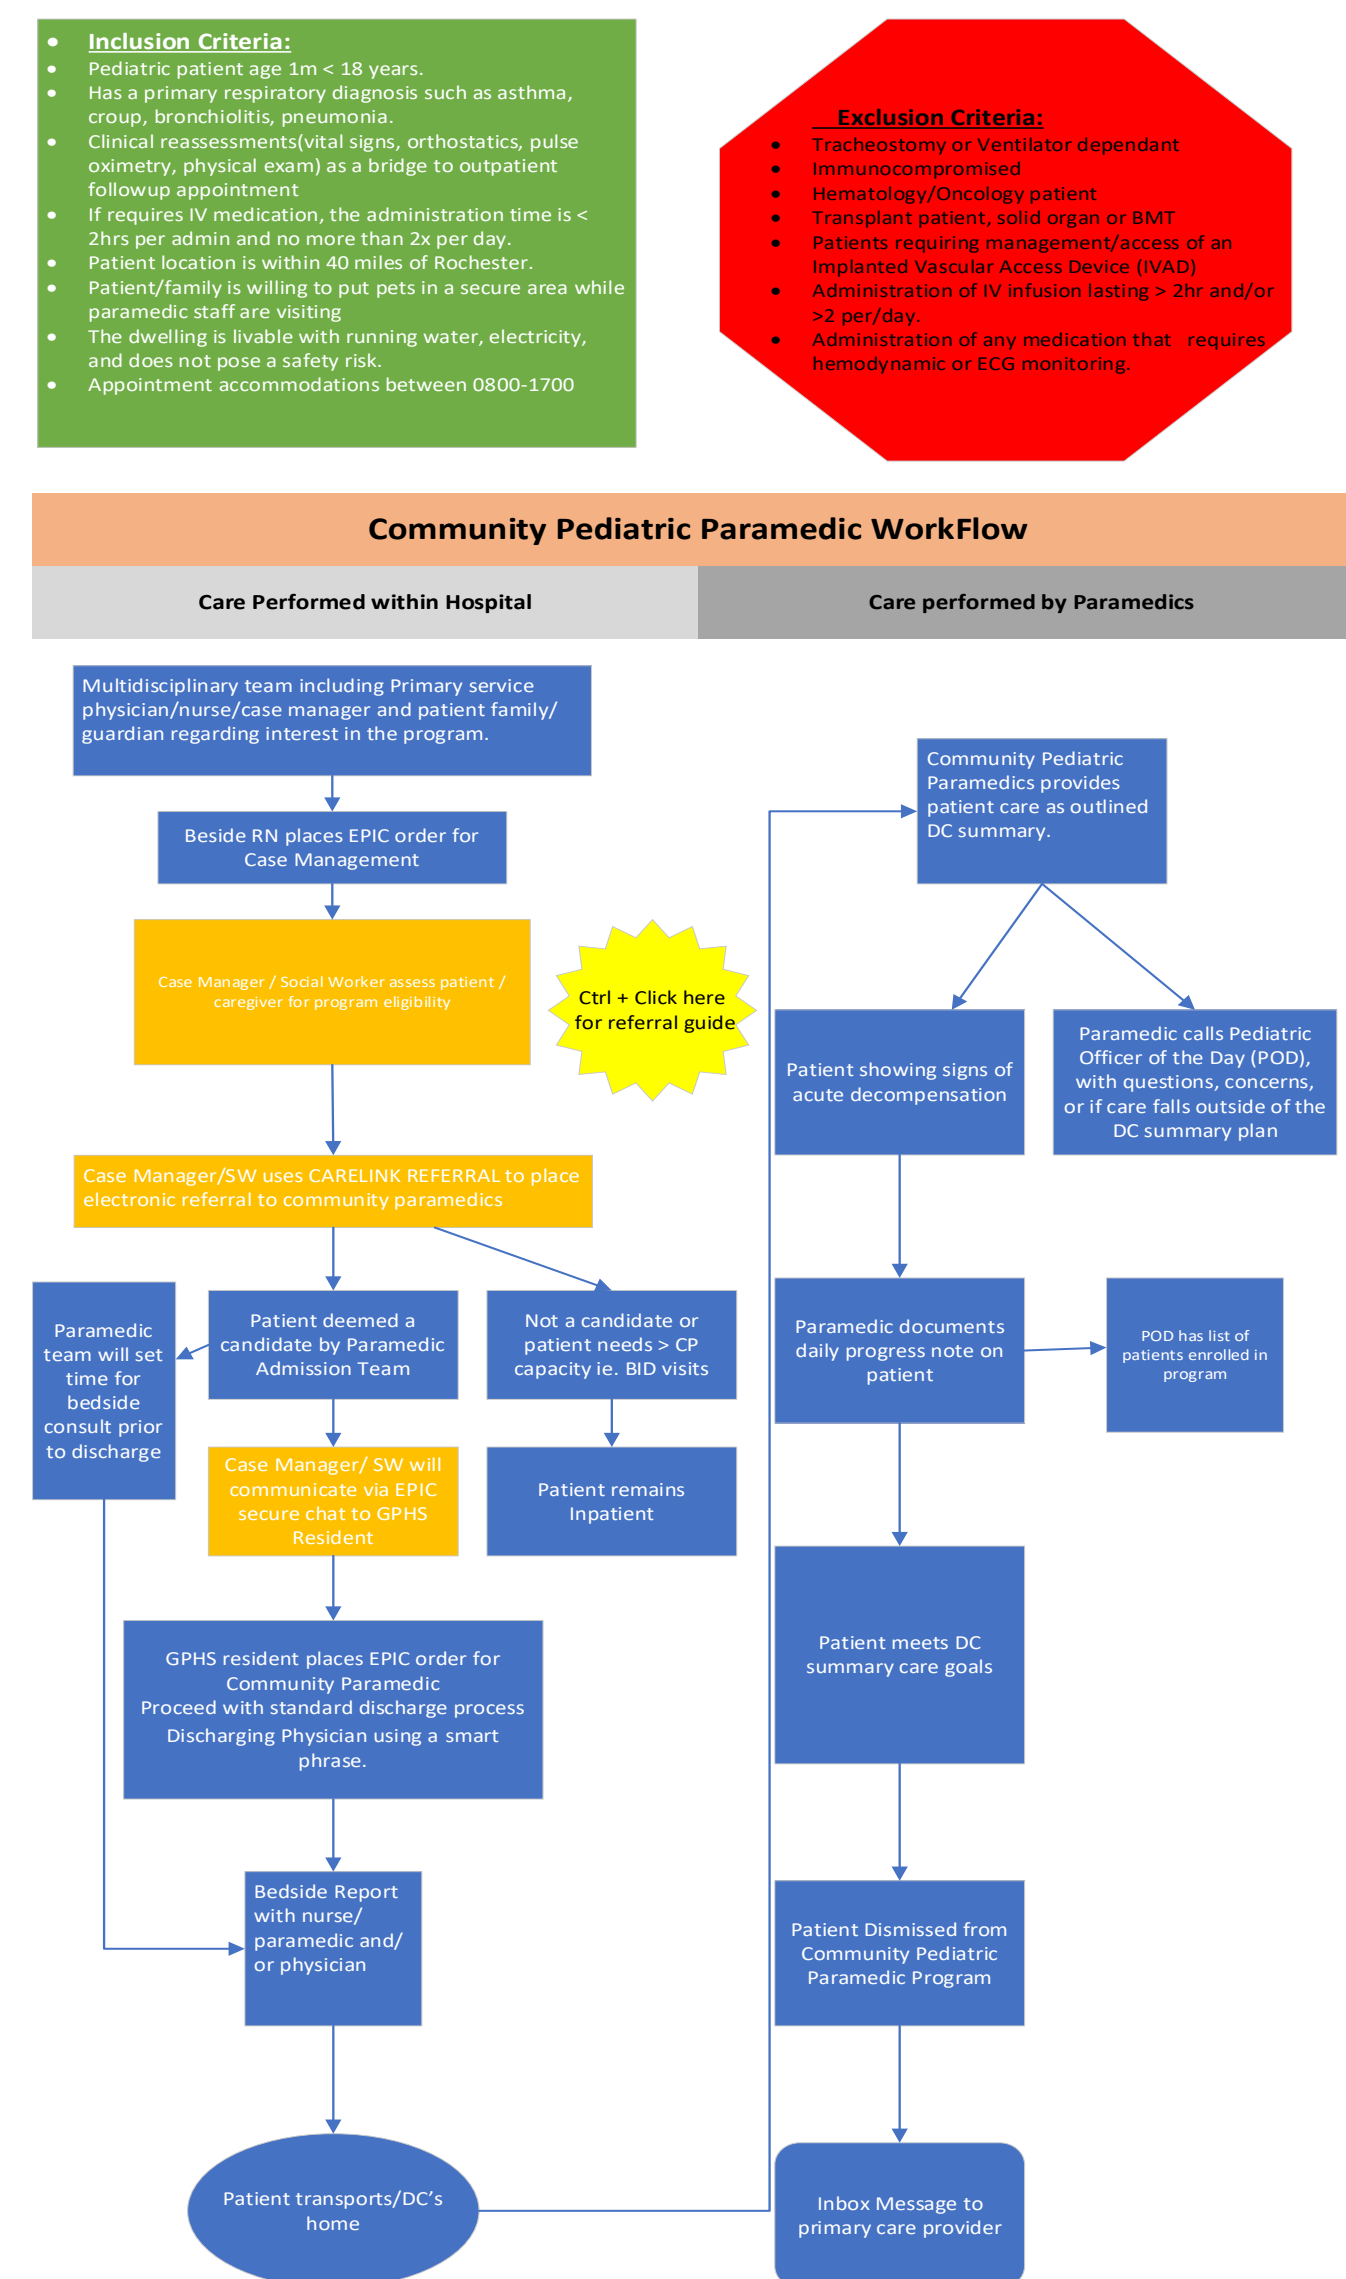 • Inclusion Criteria:
• Pediatric patient age 1m < 18 years.
• Has a primary respiratory diagnosis such as asthma,
croup, bronchiolitis, pneumonia.
• Clinical reassessments(vital signs, orthostatics, pulse
oximetry, physical exam) as a bridge to outpatient
followup appointment
• If requires IV medication, the administration time is <
2hrs per admin and no more than 2x per day.
• Patient location is within 40 miles of Rochester.
• Patient/family is willing to put pets in a secure area while
paramedic staff are visiting
• The dwelling is livable with running water, electricity,
and does not pose a safety risk.
• Appointment accommodations between 0800-1700
Exclusion Criteria:
• Tracheostomy or Ventilator dependant
• Immunocompromised
• Hematology/Oncology patient
• Transplant patient, solid organ or BMT
• Patients requiring management/access of an
Implanted Vascular Access Device (IVAD)
• Administration of IV infusion lasting > 2hr and/or
>2 per/day.
• Administration of any medication that requires
hemodynamic or ECG monitoring.
Community Pediatric Paramedic WorkFlow
Care Performed within Hospital
Care performed by Paramedics
Multidisciplinary team including Primary service
physician/nurse/case manager and patient family/
guardian regarding interest in the program.
Beside RN places EPIC order for
Case Management
Case Manager / Social Worker assess patient /
caregiver for program eligibility
Ctrl + Click here
for referral guide
Case Manager/SW uses CARELINK REFERRAL to place
electronic referral to community paramedics
Paramedic
team will set
time for
bedside
consult prior
to discharge
Patient deemed a
candidate by Paramedic
Admission Team
Not a candidate or
patient needs > CP
capacity ie. BID visits
Case Manager/ SW will
communicate via EPIC
secure chat to GPHS
Resident
Patient remains
Inpatient
GPHS resident places EPIC order for
Community Paramedic
Proceed with standard discharge process
Discharging Physician using a smart
phrase.
Bedside Report
with nurse/
paramedic and/
or physician
Patient transports/DC's
home
Community Pediatric
Paramedics provides
patient care as outlined
DC summary.
Patient showing signs of
acute decompensation
Paramedic calls Pediatric
Officer of the Day (POD),
with questions, concerns,
or if care falls outside of the
DC summary plan
Paramedic documents
daily progress note on
patient
POD has list of
patients enrolled in
program
Patient meets DC
summary care goals
Patient Dismissed from
Community Pediatric
Paramedic Program
Inbox Message to
primary care provider